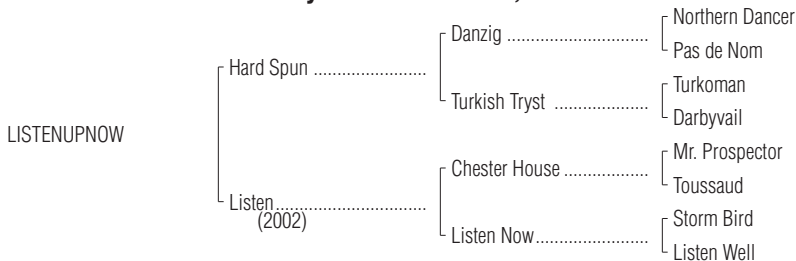 Northern Dancer
Danzig ..............................
Pas de Nom
Hard Spun ........................
Turkoman
Turkish Tryst ....................
Darbyvail
LISTENUPNOW
Mr. Prospector
Chester House ..................
Toussaud
Listen................................
(2002)
Storm Bird
Listen Now........................
Listen Well